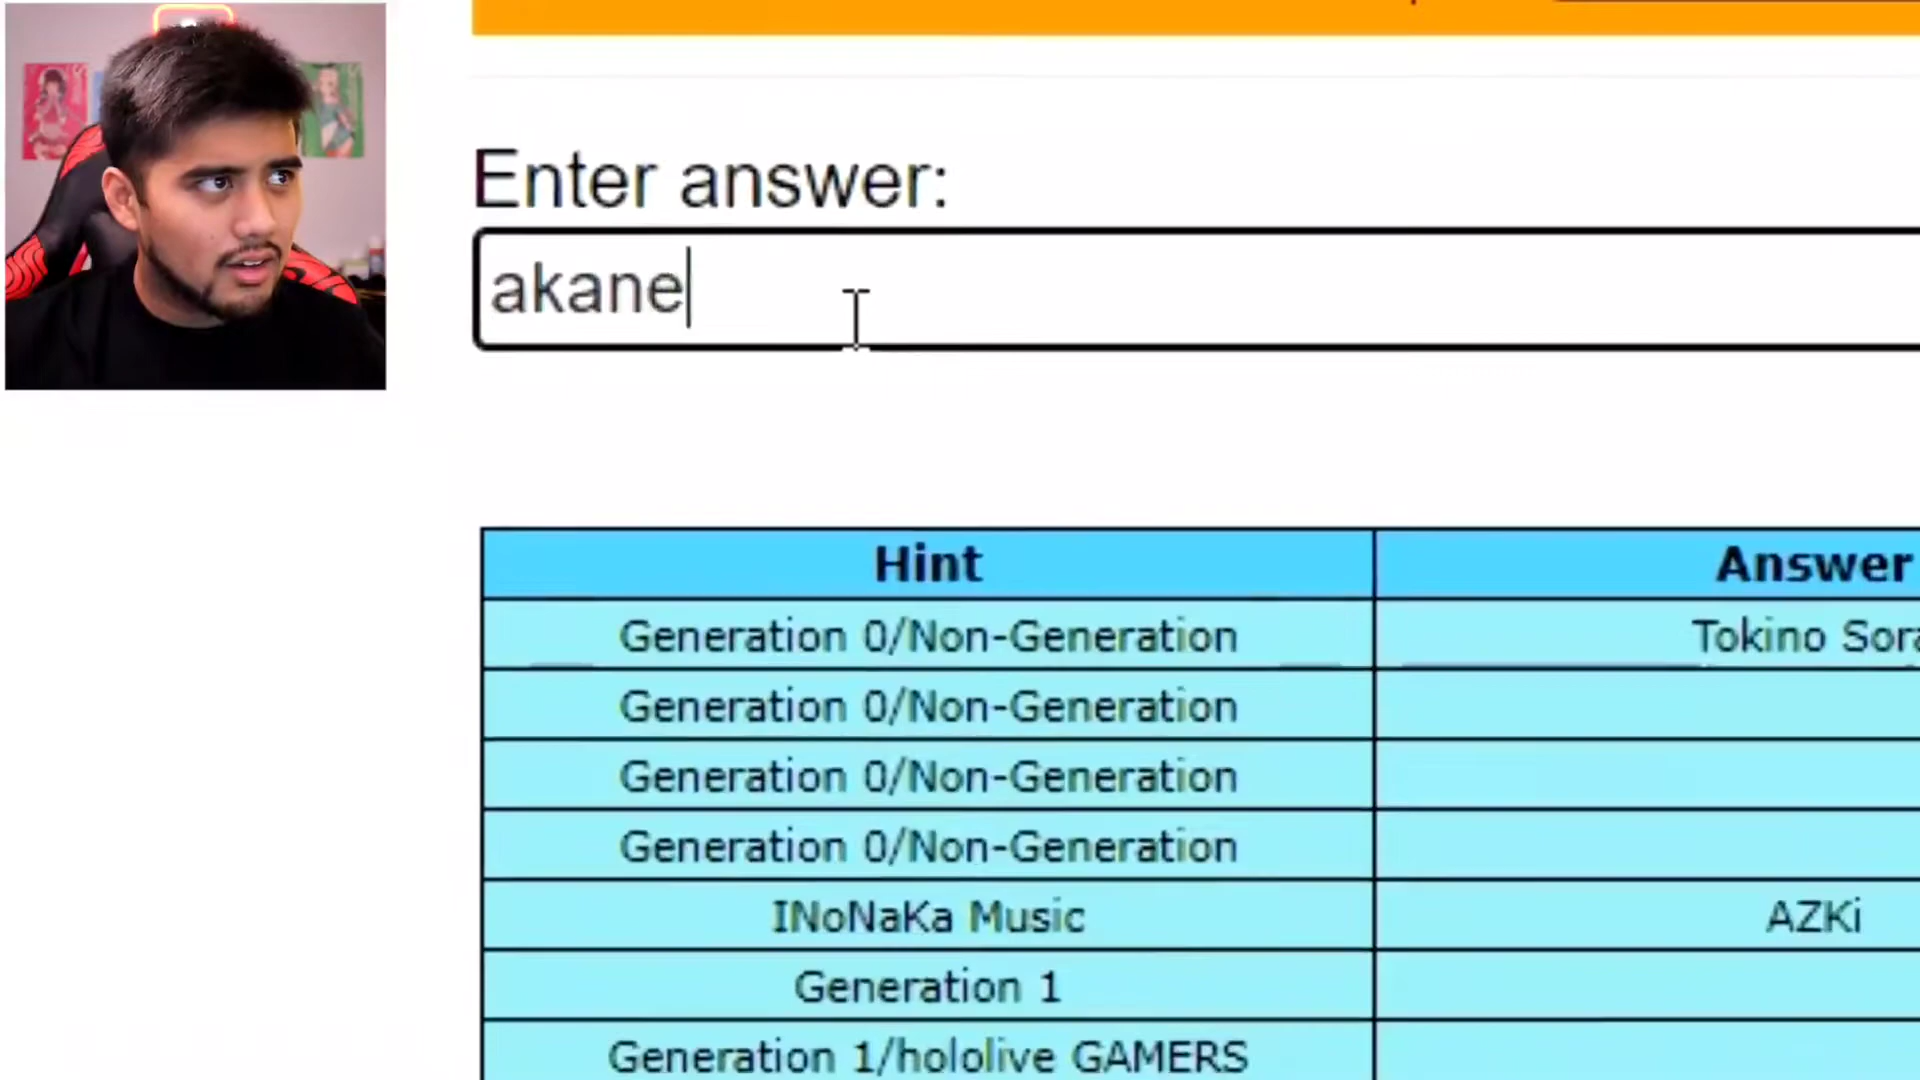 Enter answer:
akane
Hint Answer
Generation 0/Non-Generation Tokino Sora
Generation 0/Non-Generation
Generation 0/Non-Generation
Generation 0/Non-Generation
INoNaKa Music AZKi
Generation 1
Generation 1/hololive GAMERS